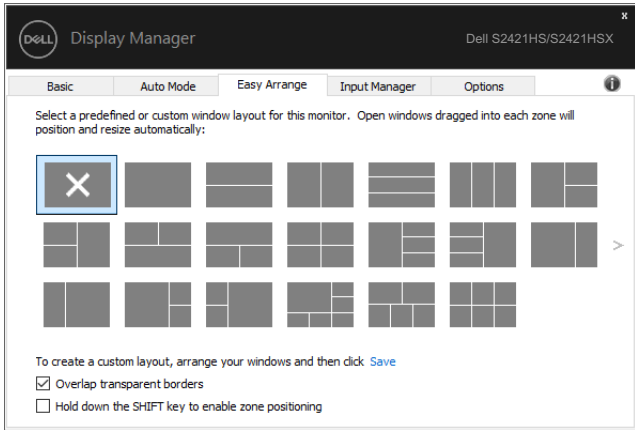 x
DELL Display Manager Dell S2421HS/S2421HSX
Basic Auto Mode Easy Arrange Input Manager Options i
Select a predefined or custom window layout for this monitor. Open windows dragged into each zone will
position and resize automatically:
To create a custom layout, arrange your windows and then click Save
Overlap transparent borders
Hold down the SHIFT key to enable zone positioning